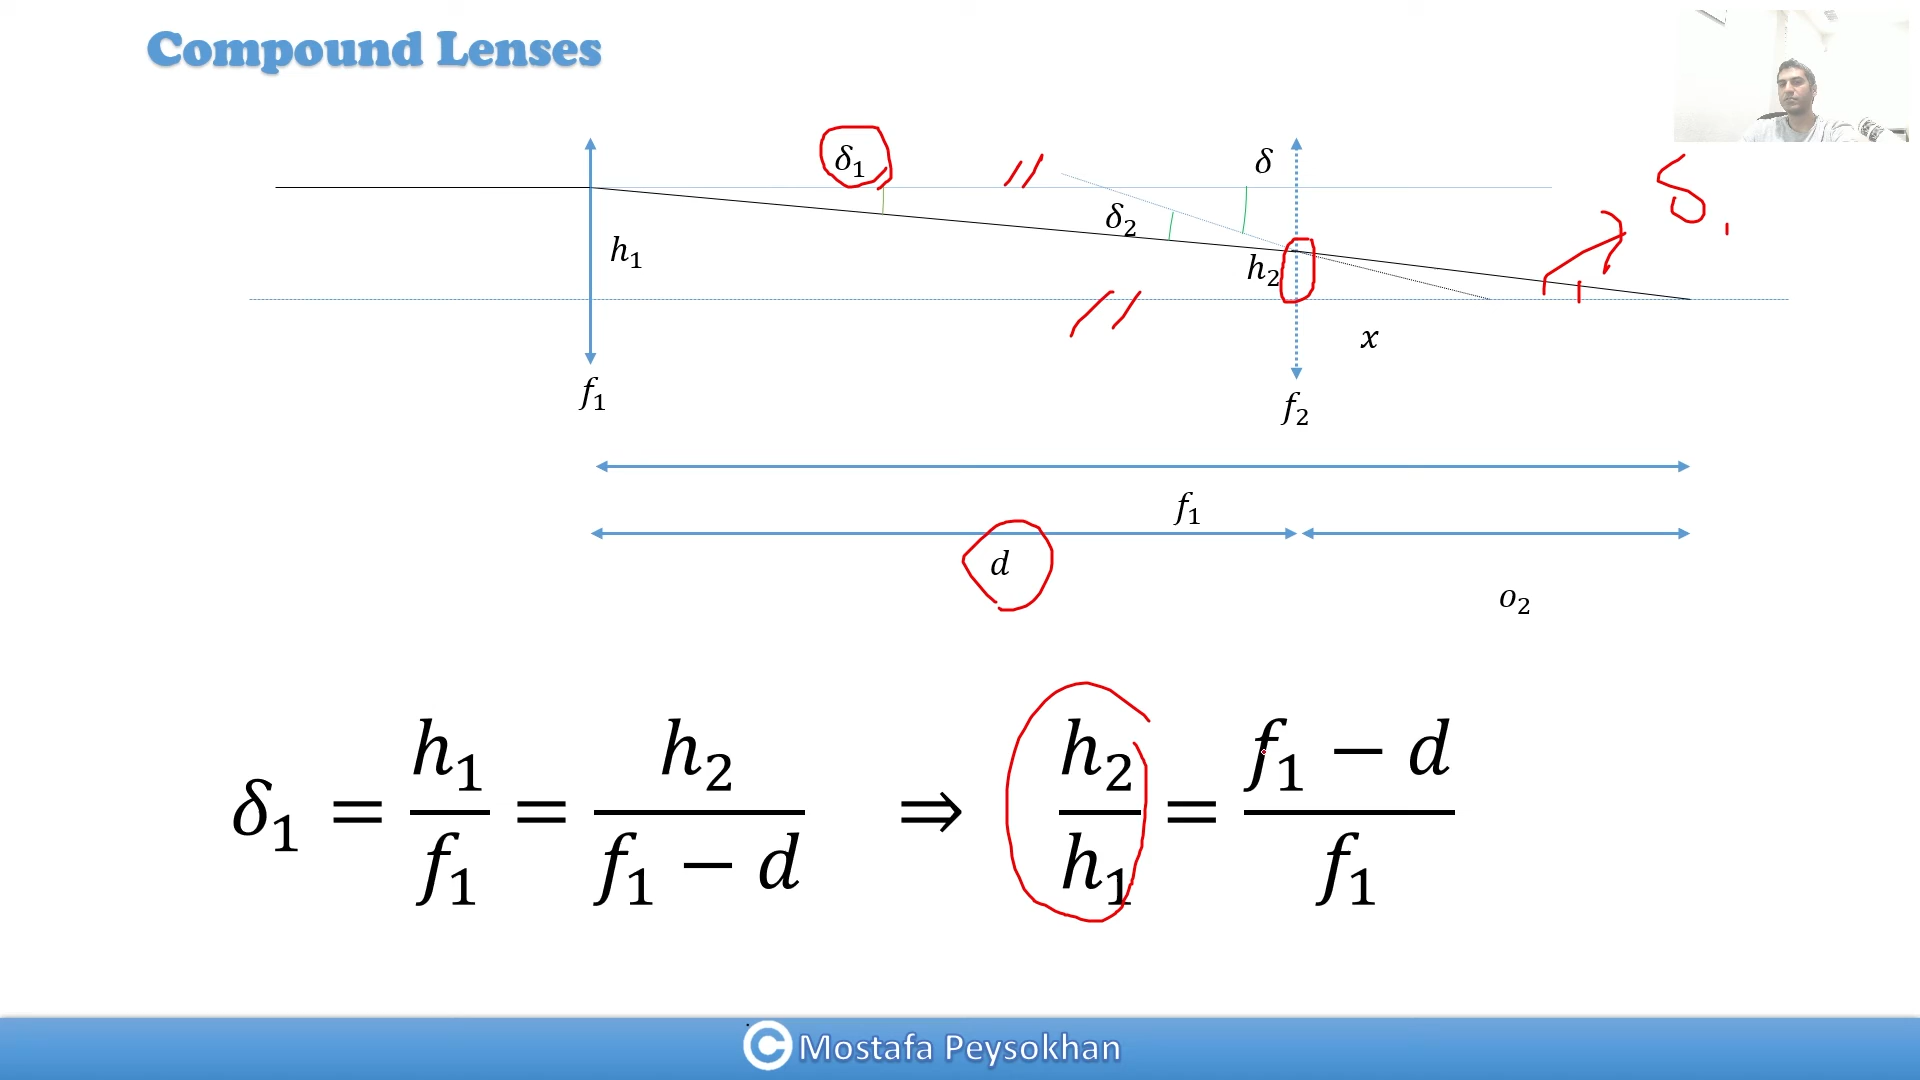 Compound Lenses
δ₁
δ
δ₁
δ₂
h₁
h₂
x
f₁
f₂
f₁
d
o₂
δ₁ = h₁/f₁ = h₂/(f₁ − d) ⇒ h₂/h₁ = (f₁ − d)/f₁
© Mostafa Peysokhan